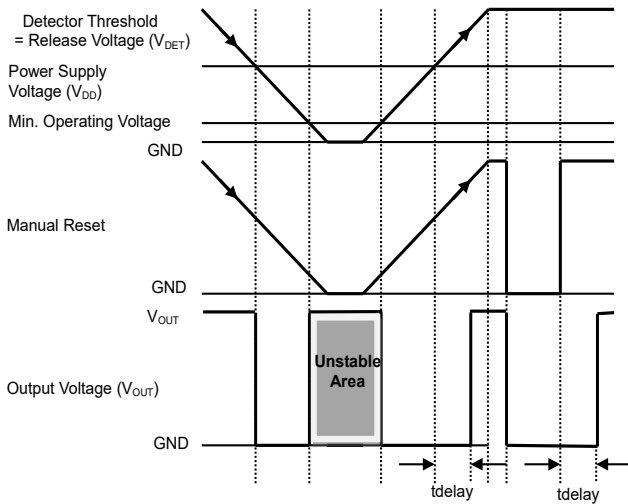 Detector Threshold
= Release Voltage (VDET)
Power Supply
Voltage (VDD)
Min. Operating Voltage
GND
Manual Reset
GND
VOUT
Unstable
Area
Output Voltage (VOUT)
GND
tdelay
tdelay